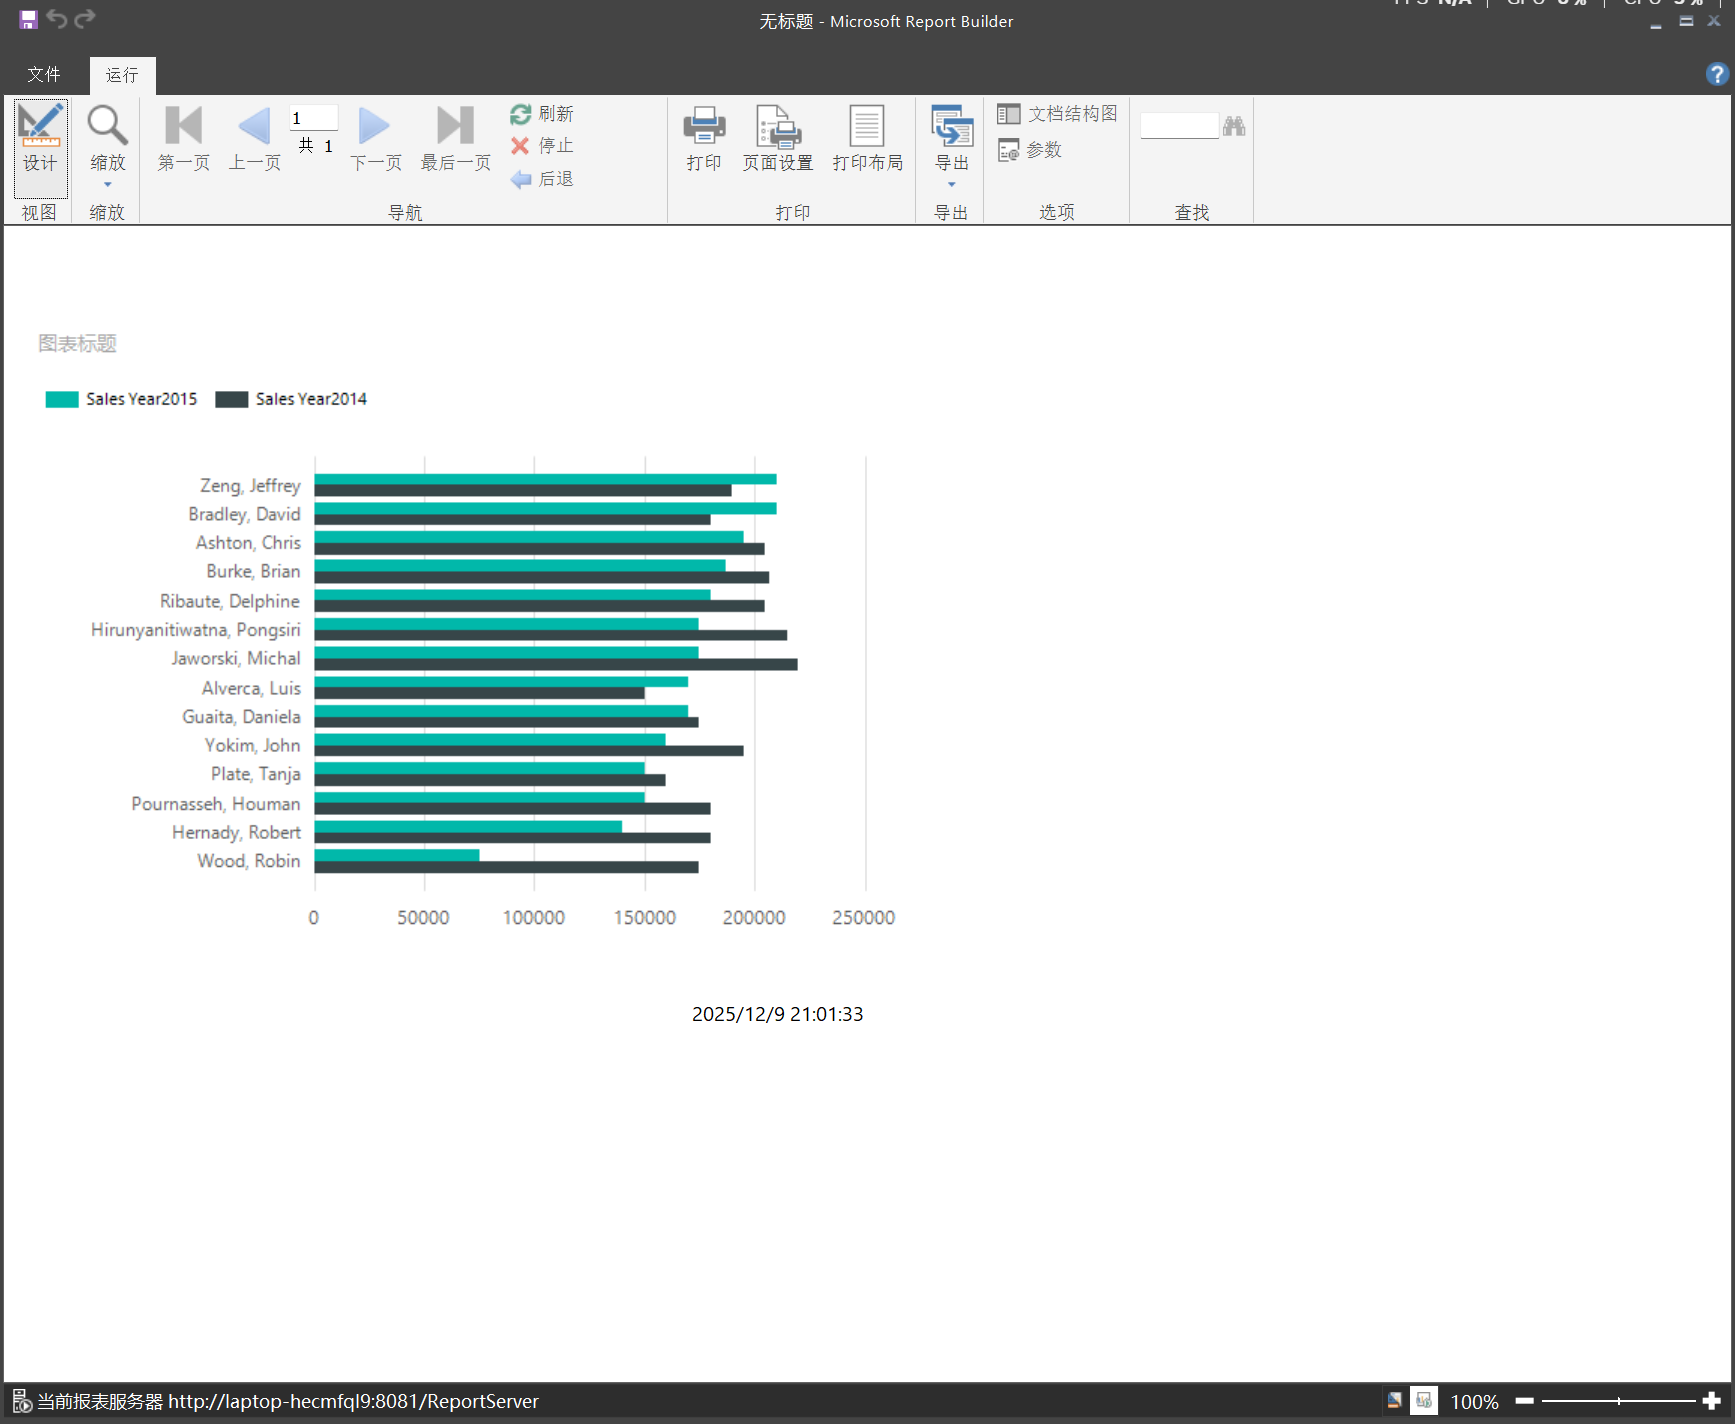 无标题 - Microsoft Report Builder
文件
运行
设计
视图
缩放
缩放
第一页
上一页
1
共 1
下一页
最后一页
刷新
停止
后退
导航
打印
页面设置
打印布局
打印
导出
导出
文档结构图
参数
选项
查找
图表标题
Sales Year2015
Sales Year2014
Zeng, Jeffrey
Bradley, David
Ashton, Chris
Burke, Brian
Ribaute, Delphine
Hirunyanitiwatna, Pongsiri
Jaworski, Michal
Alverca, Luis
Guaita, Daniela
Yokim, John
Plate, Tanja
Pournasseh, Houman
Hernady, Robert
Wood, Robin
0 50000 100000 150000 200000 250000
2025/12/9 21:01:33
当前报表服务器 http://laptop-hecmfql9:8081/ReportServer
100%